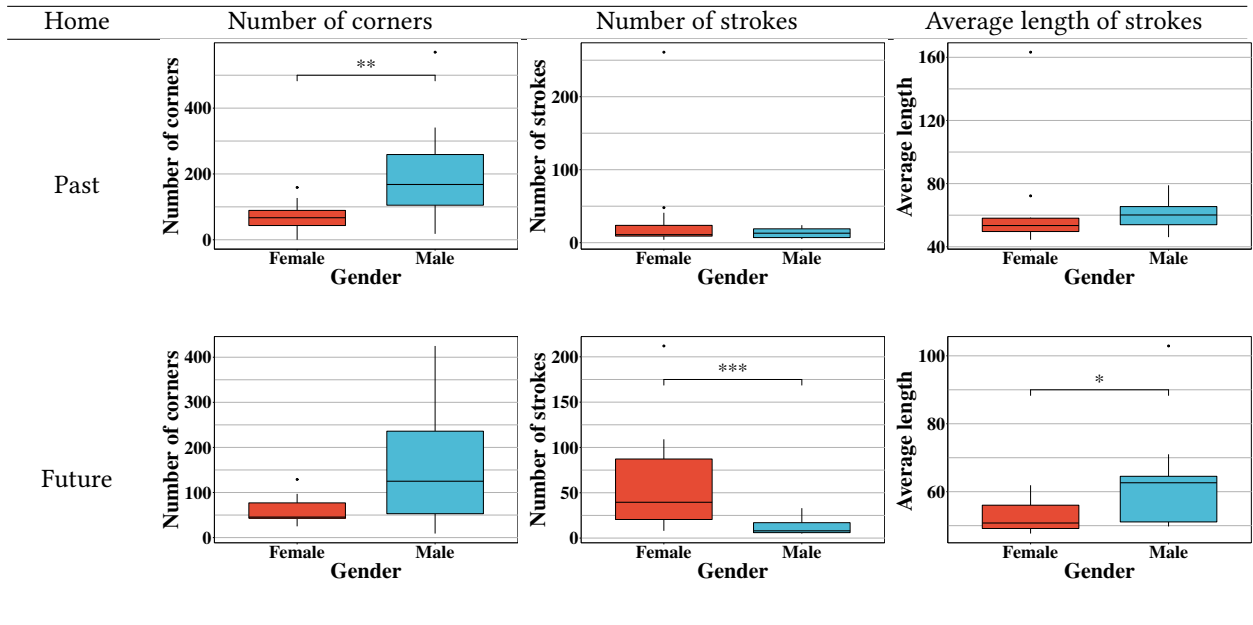 Home Number of corners Number of strokes Average length of strokes
Past
Number of corners
400
200
0
**
Female Male
Gender
Number of strokes
200
100
0
Female Male
Gender
Average length
160
120
80
40
Female Male
Gender
Future
Number of corners
400
300
200
100
0
Female Male
Gender
Number of strokes
200
150
100
50
0
***
Female Male
Gender
Average length
100
80
60
*
Female Male
Gender